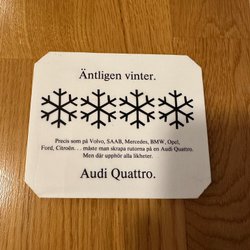 Äntligen vinter.
Precis som på Volvo, SAAB, Mercedes, BMW, Opel,
Ford, Citroën. . . måste man skrapa rutorna på en Audi Quattro.
Men där upphör alla likheter.
Audi Quattro.